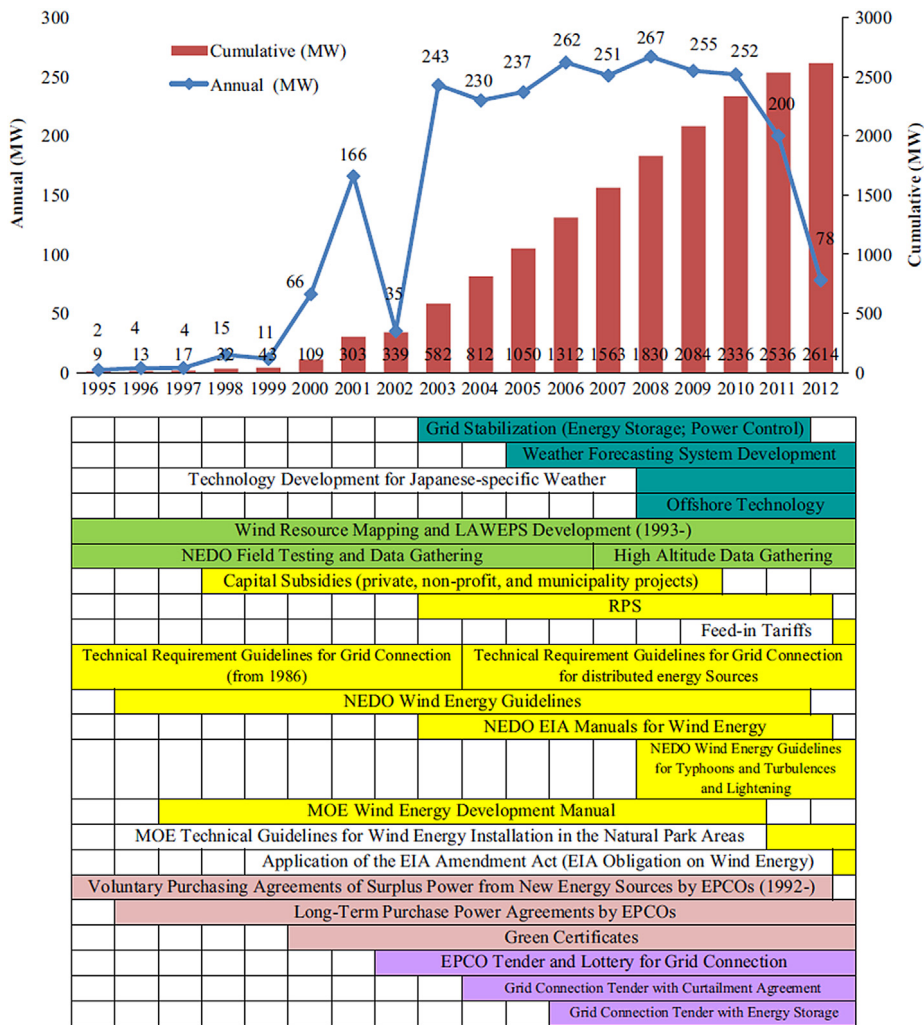 300
250
200
150
100
50
0
Annual (MW)
3000
2500
2000
1500
1000
500
0
Cumulative (MW)
Cumulative (MW)
Annual (MW)
2
4
4
15
11
66
166
35
243
230
237
262
251
267
255
252
200
78
9 13 17 32 43 109 303 339 582 812 1050 1312 1563 1830 2084 2336 2536 2614
1995 1996 1997 1998 1999 2000 2001 2002 2003 2004 2005 2006 2007 2008 2009 2010 2011 2012
Grid Stabilization (Energy Storage; Power Control)
Weather Forecasting System Development
Technology Development for Japanese-specific Weather
Offshore Technology
Wind Resource Mapping and LAWEPS Development (1993-)
NEDO Field Testing and Data Gathering
High Altitude Data Gathering
Capital Subsidies (private, non-profit, and municipality projects)
RPS
Feed-in Tariffs
Technical Requirement Guidelines for Grid Connection
(from 1986)
Technical Requirement Guidelines for Grid Connection
for distributed energy Sources
NEDO Wind Energy Guidelines
NEDO EIA Manuals for Wind Energy
NEDO Wind Energy Guidelines
for Typhoons and Turbulences
and Lightening
MOE Wind Energy Development Manual
MOE Technical Guidelines for Wind Energy Installation in the Natural Park Areas
Application of the EIA Amendment Act (EIA Obligation on Wind Energy)
Voluntary Purchasing Agreements of Surplus Power from New Energy Sources by EPCOs (1992-)
Long-Term Purchase Power Agreements by EPCOs
Green Certificates
EPCO Tender and Lottery for Grid Connection
Grid Connection Tender with Curtailment Agreement
Grid Connection Tender with Energy Storage